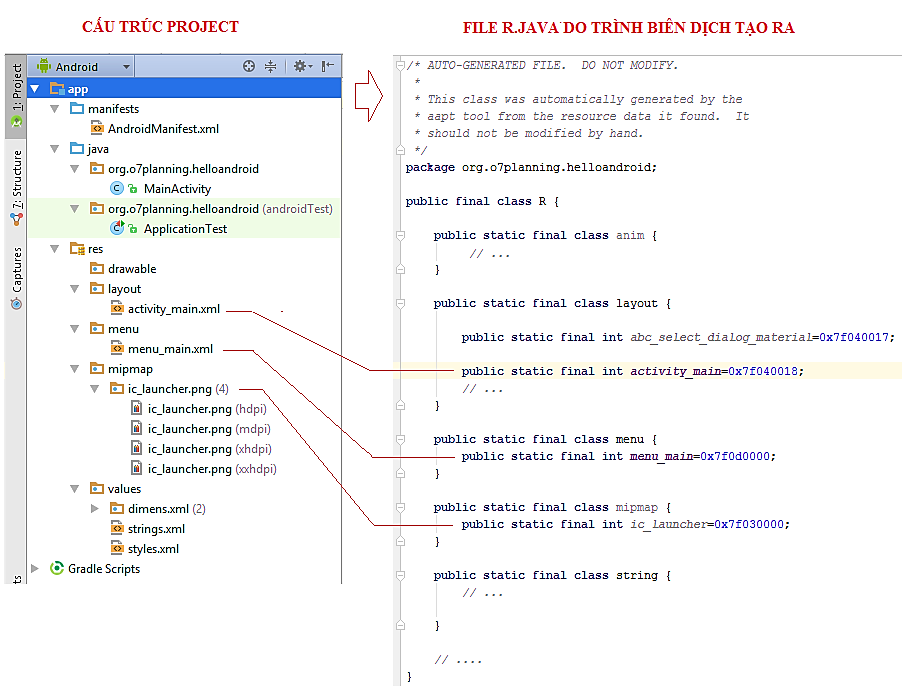 CẤU TRÚC PROJECT
FILE R.JAVA DO TRÌNH BIÊN DỊCH TẠO RA
1: Project
7: Structure
Captures
ts
Android
app
manifests
AndroidManifest.xml
java
org.o7planning.helloandroid
MainActivity
org.o7planning.helloandroid (androidTest)
ApplicationTest
res
drawable
layout
activity_main.xml
menu
menu_main.xml
mipmap
ic_launcher.png (4)
ic_launcher.png (hdpi)
ic_launcher.png (mdpi)
ic_launcher.png (xhdpi)
ic_launcher.png (xxhdpi)
values
dimens.xml (2)
strings.xml
styles.xml
Gradle Scripts
/* AUTO-GENERATED FILE.  DO NOT MODIFY.
*
* This class was automatically generated by the
* aapt tool from the resource data it found.  It
* should not be modified by hand.
*/
package org.o7planning.helloandroid;
public final class R {
public static final class anim {
// ...
}
public static final class layout {
public static final int abc_select_dialog_material=0x7f040017;
public static final int activity_main=0x7f040018;
// ...
}
public static final class menu {
public static final int menu_main=0x7f0d0000;
}
public static final class mipmap {
public static final int ic_launcher=0x7f030000;
}
public static final class string {
// ...
}
// ....
}